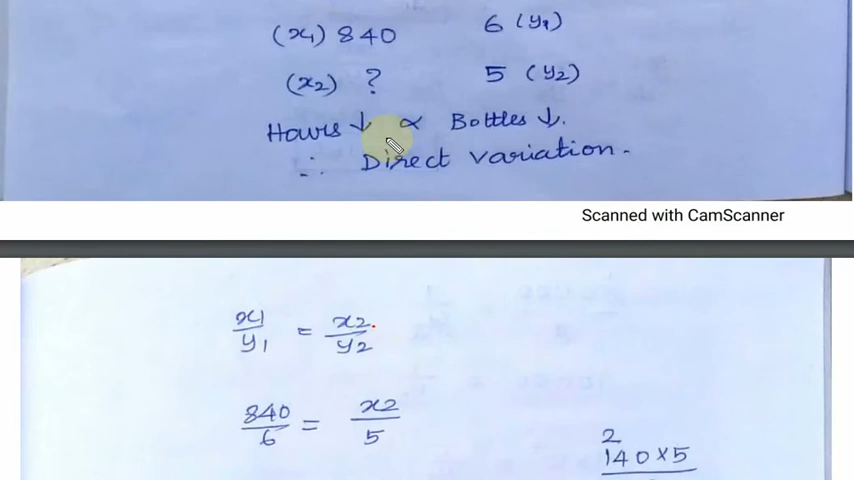 (x1) 840 6 (y1)
(x2) ? 5 (y2)
Hours ↓ ∝ Bottles ↓.
∴ Direct variation.
Scanned with CamScanner
x1/y1 = x2/y2
840/6 = x2/5
2
140×5